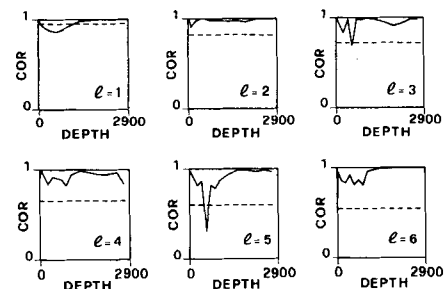 1
COR
ℓ = 1
0
0 2900
DEPTH
1
COR
ℓ = 2
0
0 2900
DEPTH
1
COR
ℓ = 3
0
0 2900
DEPTH
1
COR
ℓ = 4
0
0 2900
DEPTH
1
COR
ℓ = 5
0
0 2900
DEPTH
1
COR
ℓ = 6
0
0 2900
DEPTH